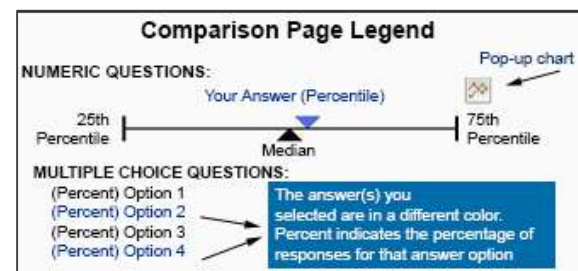 Comparison Page Legend
NUMERIC QUESTIONS:
Pop-up chart
Your Answer (Percentile)
25th
Percentile
75th
Percentile
Median
MULTIPLE CHOICE QUESTIONS:
(Percent) Option 1
(Percent) Option 2
(Percent) Option 3
(Percent) Option 4
The answer(s) you
selected are in a different color.
Percent indicates the percentage of
responses for that answer option